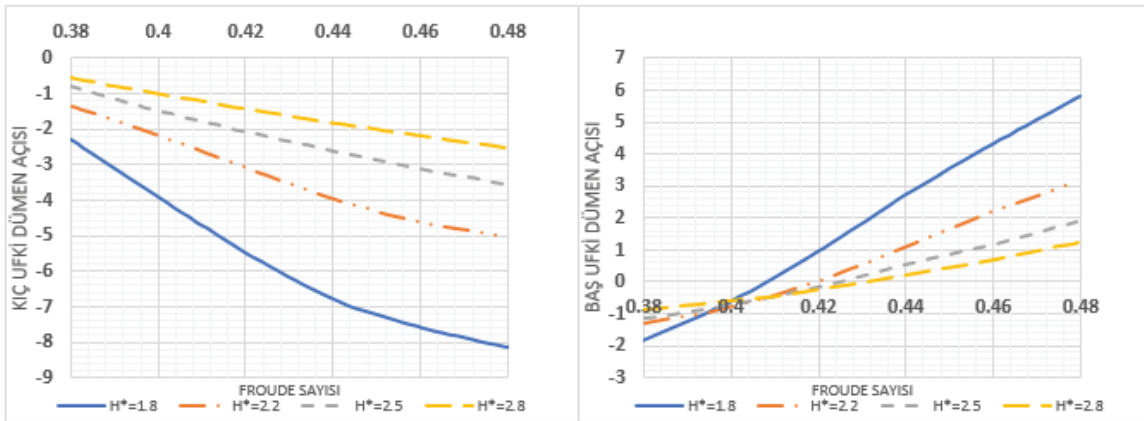 0.38 0.4 0.42 0.44 0.46 0.48
0
-1
-2
-3
-4
-5
-6
-7
-8
-9
KIÇ UFKİ DÜMEN AÇISI
FROUDE SAYISI
H*=1.8 H*=2.2 H*=2.5 H*=2.8
7
6
5
4
3
2
1
0
-1
-2
-3
BAŞ UFKİ DÜMEN AÇISI
0.38 0.4 0.42 0.44 0.46 0.48
FROUDE SAYISI
H*=1.8 H*=2.2 H*=2.5 H*=2.8